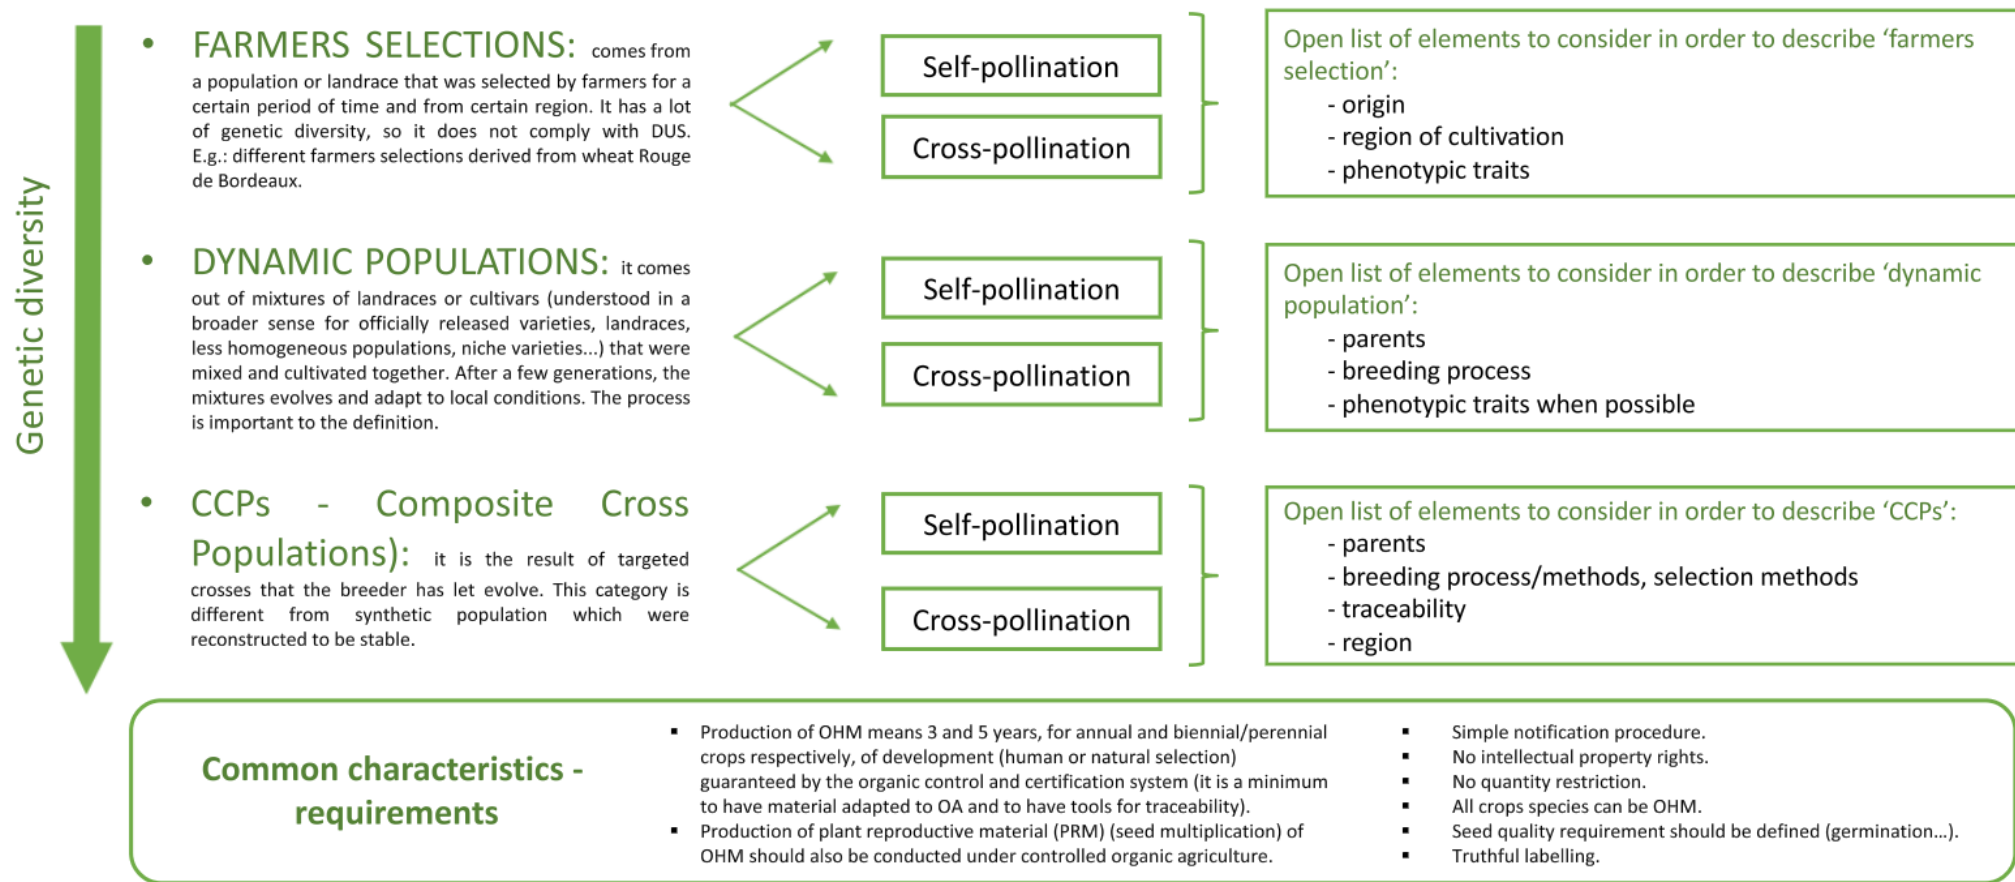 Genetic diversity
• FARMERS SELECTIONS: comes from
a population or landrace that was selected by farmers for a
certain period of time and from certain region. It has a lot
of genetic diversity, so it does not comply with DUS.
E.g.: different farmers selections derived from wheat Rouge
de Bordeaux.
Self-pollination
Cross-pollination
Open list of elements to consider in order to describe ‘farmers
selection’:
- origin
- region of cultivation
- phenotypic traits
• DYNAMIC POPULATIONS: it comes
out of mixtures of landraces or cultivars (understood in a
broader sense for officially released varieties, landraces,
less homogeneous populations, niche varieties...) that were
mixed and cultivated together. After a few generations, the
mixtures evolves and adapt to local conditions. The process
is important to the definition.
Self-pollination
Cross-pollination
Open list of elements to consider in order to describe ‘dynamic
population’:
- parents
- breeding process
- phenotypic traits when possible
• CCPs - Composite Cross
Populations): it is the result of targeted
crosses that the breeder has let evolve. This category is
different from synthetic population which were
reconstructed to be stable.
Self-pollination
Cross-pollination
Open list of elements to consider in order to describe ‘CCPs’:
- parents
- breeding process/methods, selection methods
- traceability
- region
Common characteristics -
requirements
▪ Production of OHM means 3 and 5 years, for annual and biennial/perennial
crops respectively, of development (human or natural selection)
guaranteed by the organic control and certification system (it is a minimum
to have material adapted to OA and to have tools for traceability).
▪ Production of plant reproductive material (PRM) (seed multiplication) of
OHM should also be conducted under controlled organic agriculture.
▪ Simple notification procedure.
▪ No intellectual property rights.
▪ No quantity restriction.
▪ All crops species can be OHM.
▪ Seed quality requirement should be defined (germination…).
▪ Truthful labelling.